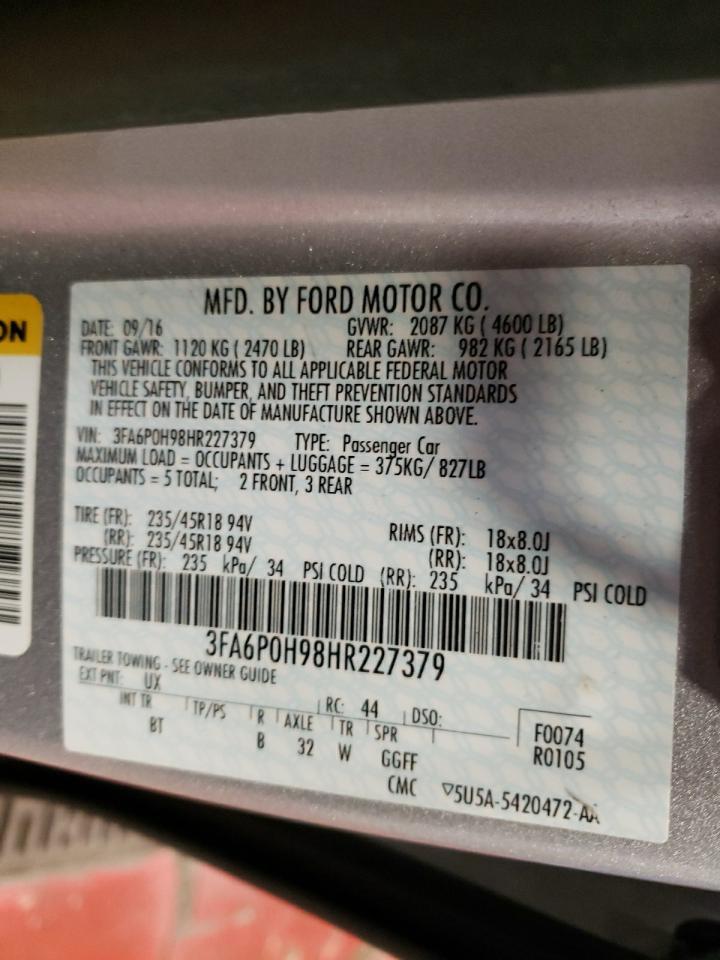 MFD. BY FORD MOTOR CO.
DATE: 09/16 GVWR: 2087 KG ( 4600 LB)
FRONT GAWR: 1120 KG ( 2470 LB) REAR GAWR: 982 KG ( 2165 LB)
THIS VEHICLE CONFORMS TO ALL APPLICABLE FEDERAL MOTOR
VEHICLE SAFETY, BUMPER, AND THEFT PREVENTION STANDARDS
IN EFFECT ON THE DATE OF MANUFACTURE SHOWN ABOVE.
VIN: 3FA6P0H98HR227379 TYPE: Passenger Car
MAXIMUM LOAD = OCCUPANTS + LUGGAGE = 375KG/ 827LB
OCCUPANTS = 5 TOTAL; 2 FRONT, 3 REAR
TIRE (FR): 235/45R18 94V RIMS (FR): 18x8.0J
(RR): 235/45R18 94V (RR): 18x8.0J
PRESSURE (FR): 235 kPa/ 34 PSI COLD (RR): 235 kPa/ 34 PSI COLD
3FA6P0H98HR227379
TRAILER TOWING - SEE OWNER GUIDE
EXT PNT: UX RC: 44 DSO:
INT TR TP/PS R AXLE TR SPR F0074
BT B 32 W GGFF R0105
CMC ▽5U5A-5420472-AA
ON